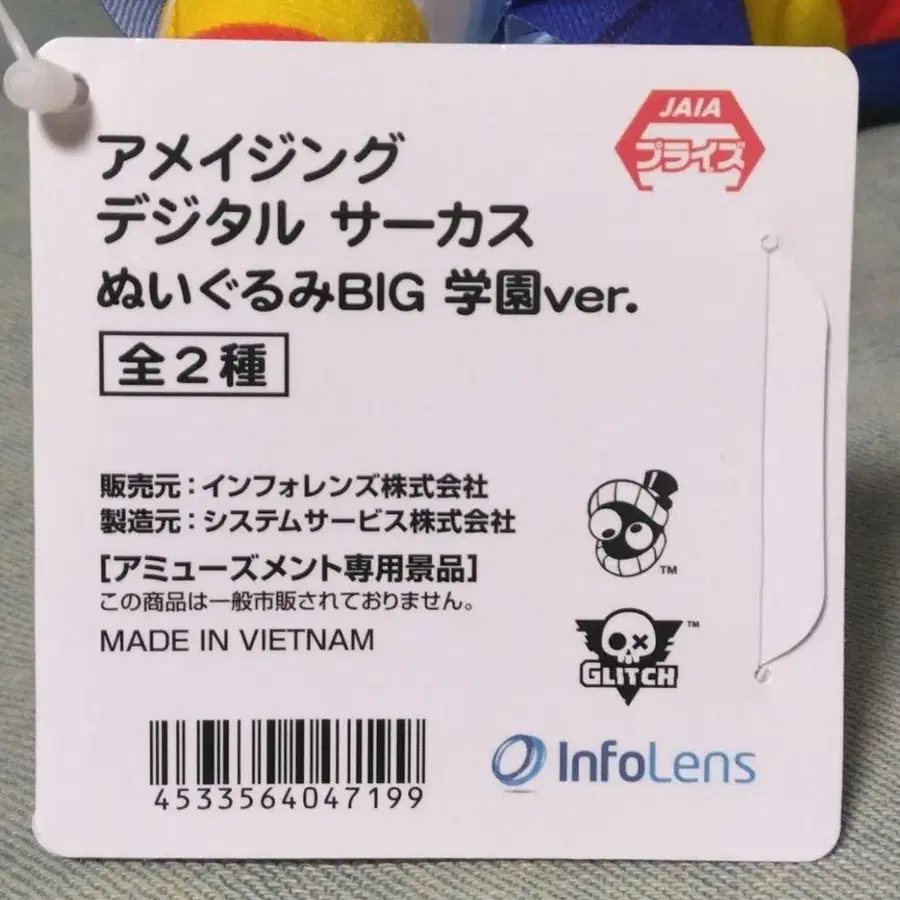 JAIA
プライズ
アメイジング
デジタル サーカス
ぬいぐるみBIG 学園ver.
全2種
販売元：インフォレンズ株式会社
製造元：システムサービス株式会社
[アミューズメント専用景品]
この商品は一般市販されておりません。
MADE IN VIETNAM
TM
GLITCH
TM
4533564047199
InfoLens